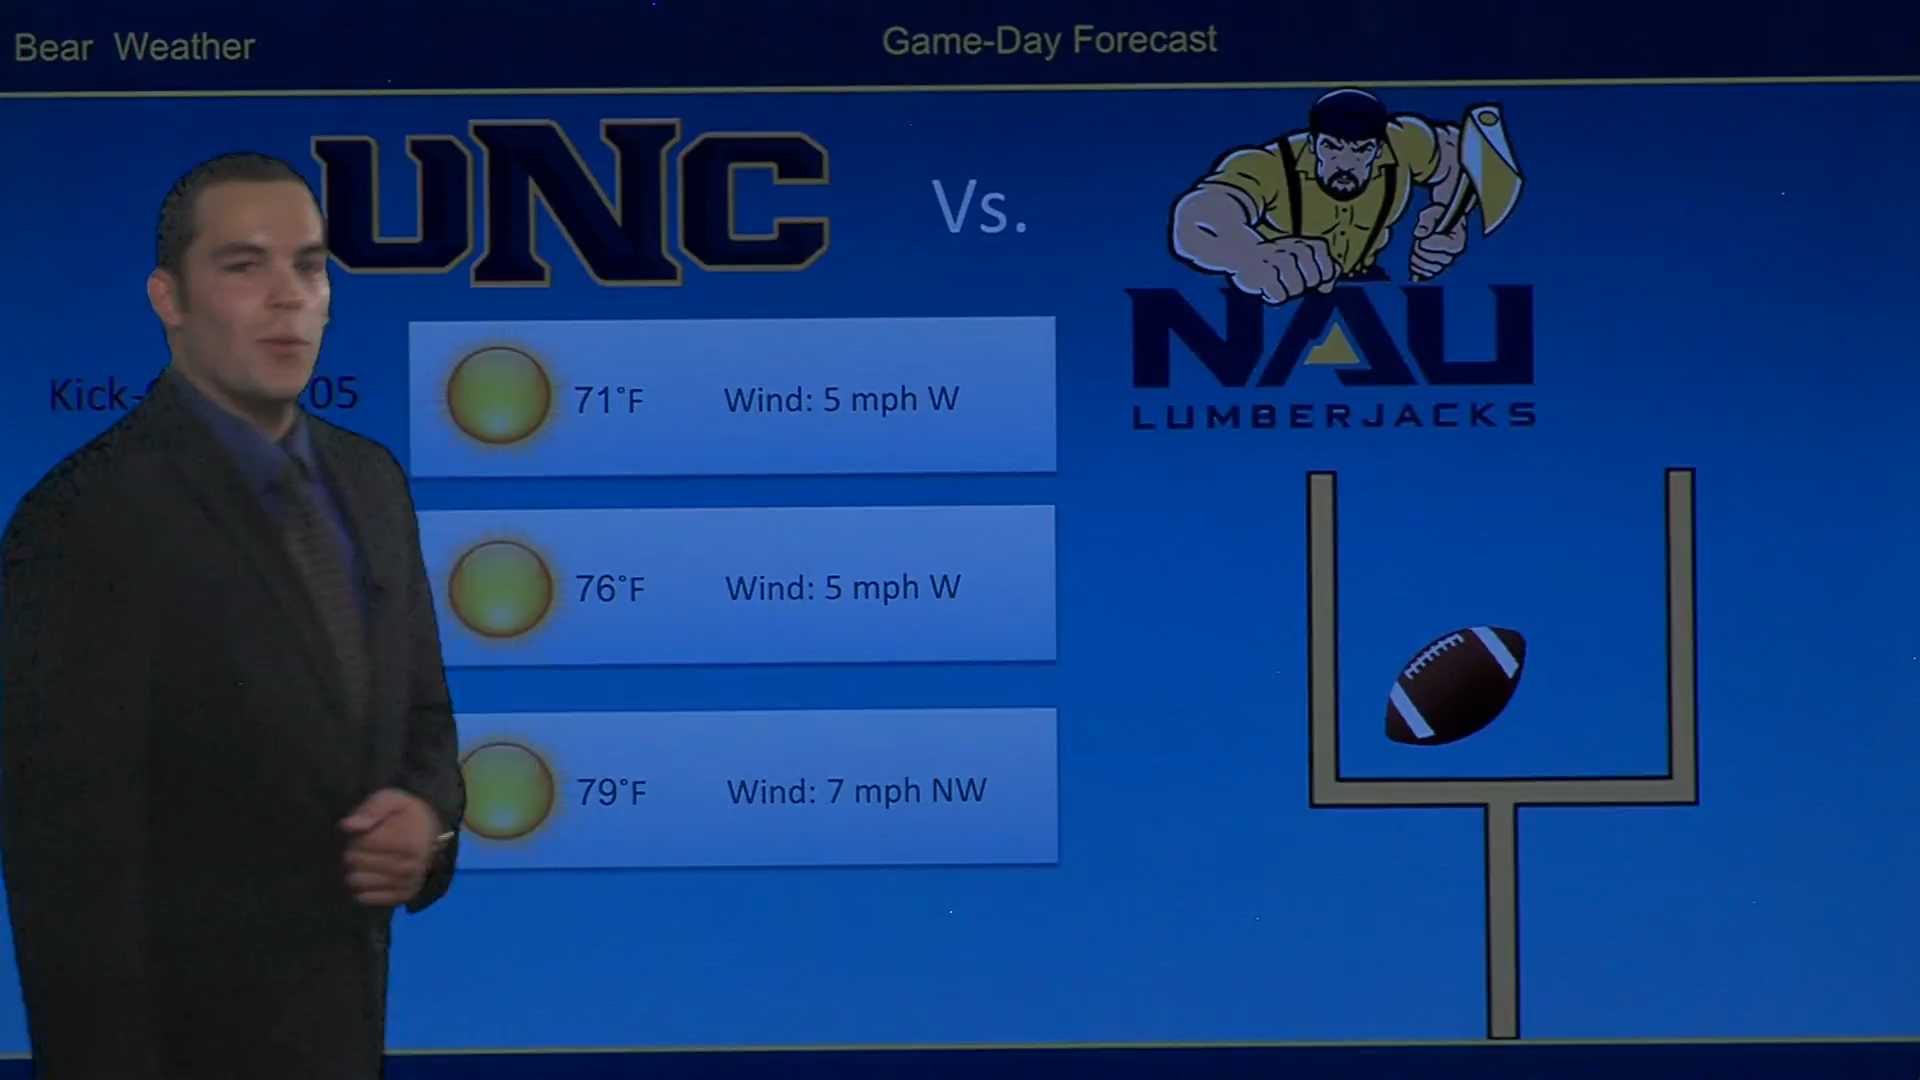 Bear Weather
Game-Day Forecast
UNC
Vs.
NAU
LUMBERJACKS
Kick- :05
71°F Wind: 5 mph W
76°F Wind: 5 mph W
79°F Wind: 7 mph NW